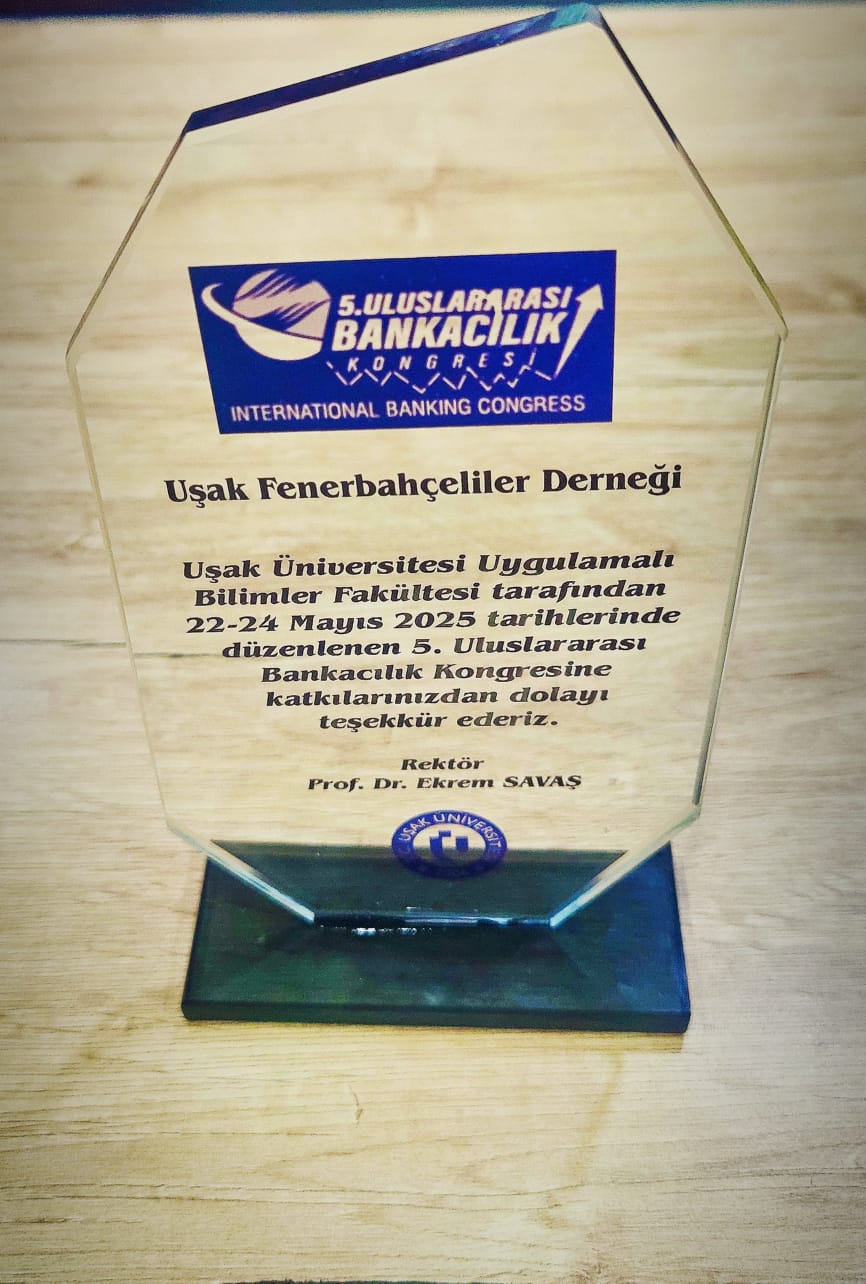 5.ULUSLARARASI
BANKACILIK
KONGRESİ
INTERNATIONAL BANKING CONGRESS
Uşak Fenerbahçeliler Derneği
Uşak Üniversitesi Uygulamalı
Bilimler Fakültesi tarafından
22-24 Mayıs 2025 tarihlerinde
düzenlenen 5. Uluslararası
Bankacılık Kongresine
katkılarınızdan dolayı
teşekkür ederiz.
Rektör
Prof. Dr. Ekrem SAVAŞ
UŞAK ÜNİVERSİT